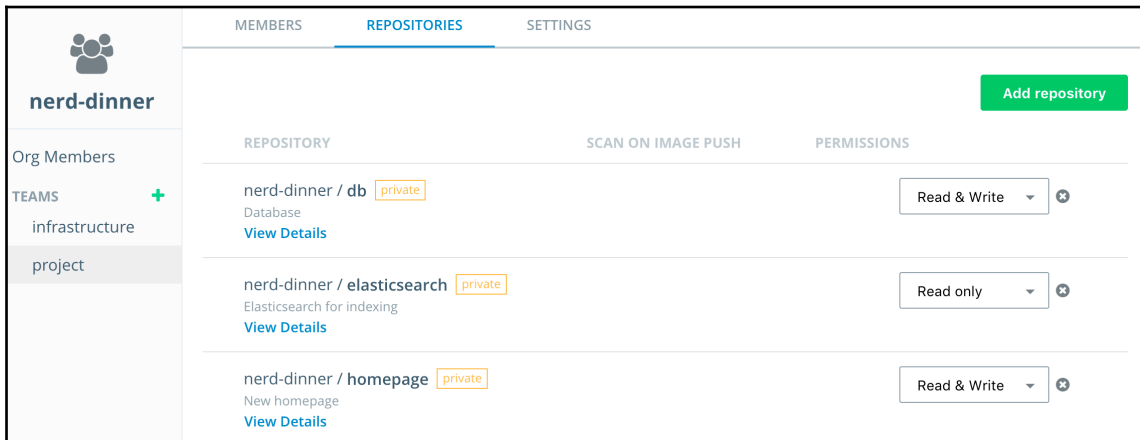 MEMBERS REPOSITORIES SETTINGS
nerd-dinner
Org Members
TEAMS +
infrastructure
project
Add repository
REPOSITORY SCAN ON IMAGE PUSH PERMISSIONS
nerd-dinner / db private Read & Write
Database
View Details
nerd-dinner / elasticsearch private Read only
Elasticsearch for indexing
View Details
nerd-dinner / homepage private Read & Write
New homepage
View Details